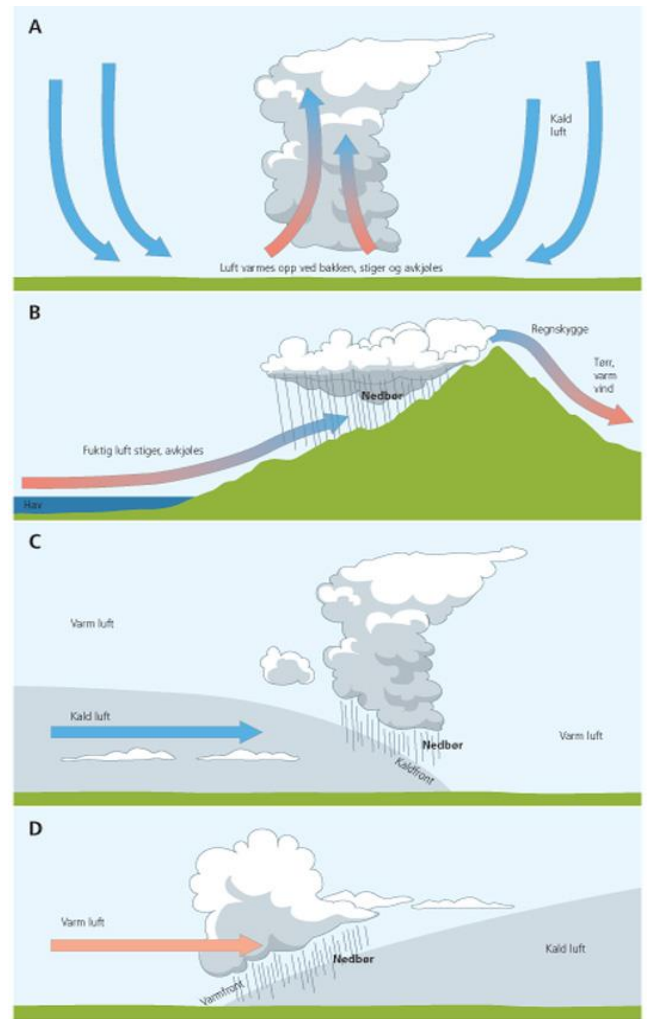 A
Kald
luft
Luft varmes opp ved bakken, stiger og avkjøles
B
Regnskygge
Tørr,
varm
vind
Nedbør
Fuktig luft stiger, avkjøles
Hav
C
Varm luft
Kald luft
Varm luft
Nedbør
Kaldfront
D
Varm luft
Kald luft
Nedbør
Varmfront